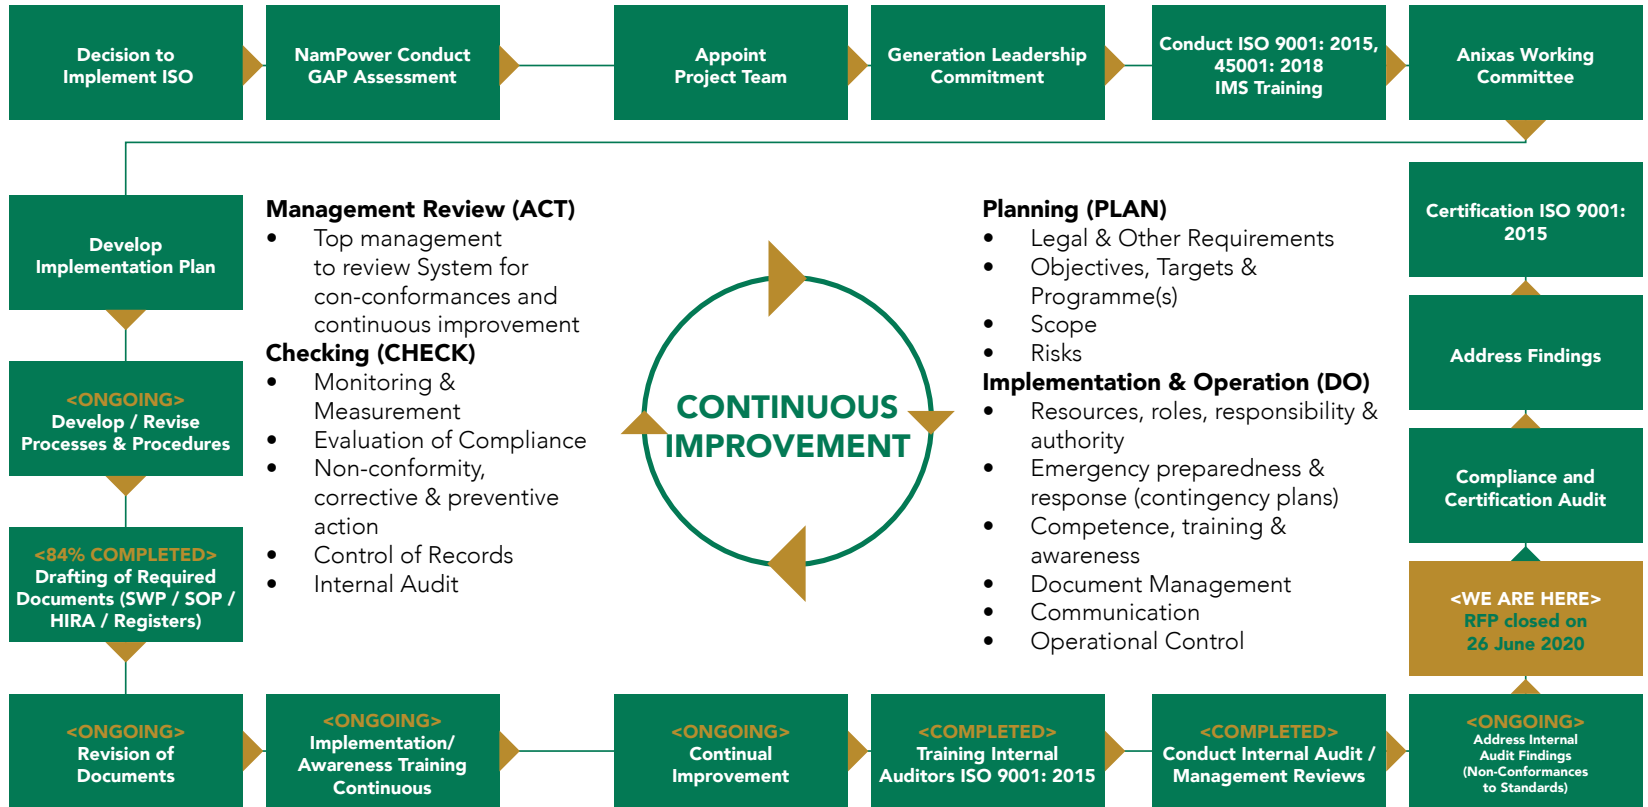 Decision to
Implement ISO
NamPower Conduct
GAP Assessment
Appoint
Project Team
Generation Leadership
Commitment
Conduct ISO 9001: 2015,
45001: 2018
IMS Training
Anixas Working
Committee
Develop
Implementation Plan
<ONGOING>
Develop / Revise
Processes & Procedures
<84% COMPLETED>
Drafting of Required
Documents (SWP / SOP /
HIRA / Registers)
<ONGOING>
Revision of
Documents
<ONGOING>
Implementation/
Awareness Training
Continuous
<ONGOING>
Continual
Improvement
<COMPLETED>
Training Internal
Auditors ISO 9001: 2015
<COMPLETED>
Conduct Internal Audit /
Management Reviews
<ONGOING>
Address Internal
Audit Findings
(Non-Conformances
to Standards)
<WE ARE HERE>
RFP closed on
26 June 2020
Compliance and
Certification Audit
Address Findings
Certification ISO 9001:
2015
Management Review (ACT)
• Top management
to review System for
con-conformances and
continuous improvement
Checking (CHECK)
• Monitoring &
Measurement
• Evaluation of Compliance
• Non-conformity,
corrective & preventive
action
• Control of Records
• Internal Audit
CONTINUOUS
IMPROVEMENT
Planning (PLAN)
• Legal & Other Requirements
• Objectives, Targets &
Programme(s)
• Scope
• Risks
Implementation & Operation (DO)
• Resources, roles, responsibility &
authority
• Emergency preparedness &
response (contingency plans)
• Competence, training &
awareness
• Document Management
• Communication
• Operational Control